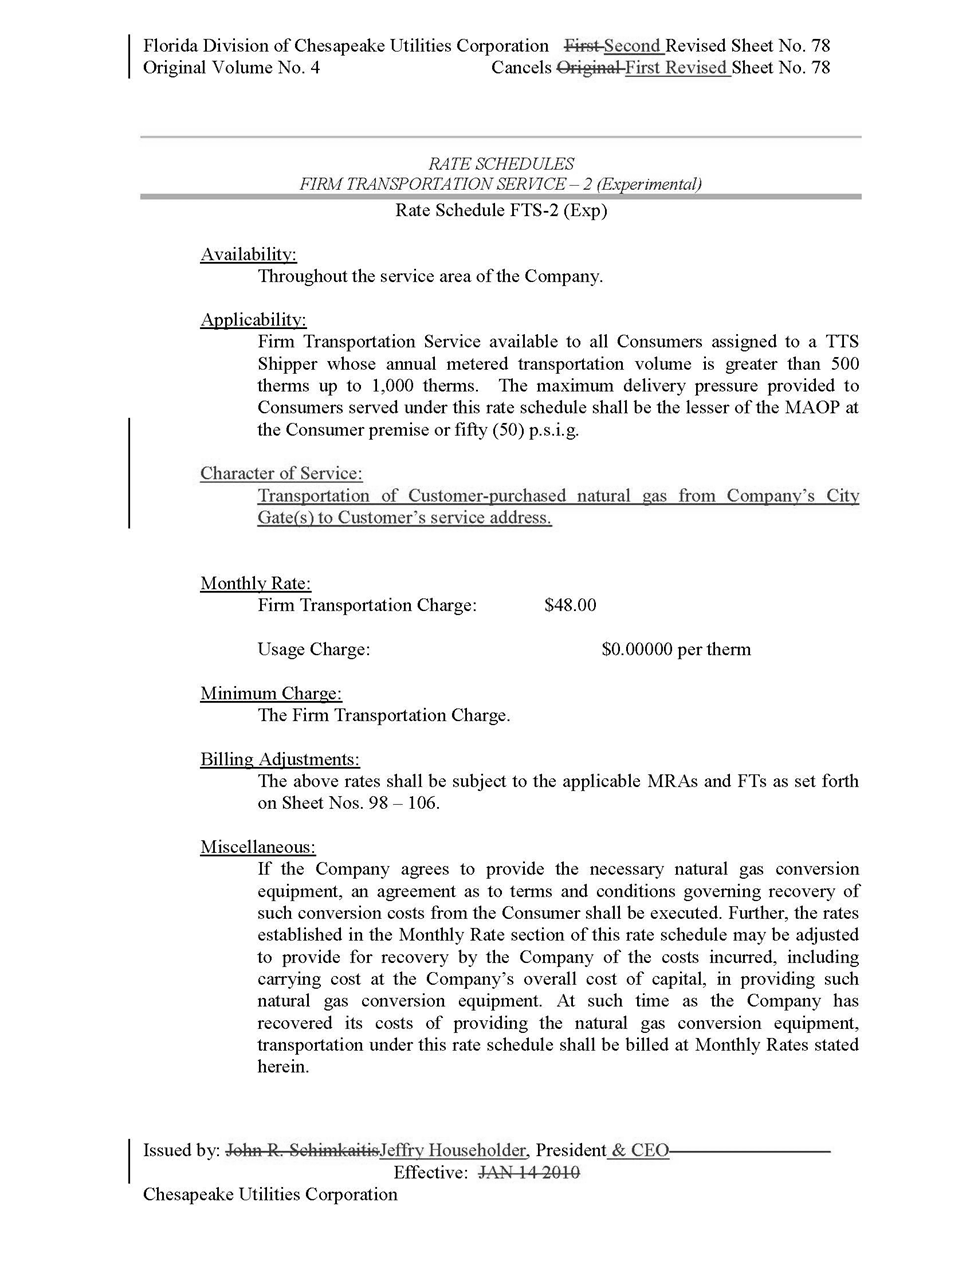 Florida Division of Chesapeake Utilities Corporation First Second Revised Sheet No. 78
Original Volume No. 4 Cancels Original First Revised Sheet No. 78
RATE SCHEDULES
FIRM TRANSPORTATION SERVICE – 2 (Experimental)
Rate Schedule FTS-2 (Exp)
Availability:
Throughout the service area of the Company.
Applicability:
Firm Transportation Service available to all Consumers assigned to a TTS
Shipper whose annual metered transportation volume is greater than 500
therms up to 1,000 therms. The maximum delivery pressure provided to
Consumers served under this rate schedule shall be the lesser of the MAOP at
the Consumer premise or fifty (50) p.s.i.g.
Character of Service:
Transportation of Customer-purchased natural gas from Company's City
Gate(s) to Customer's service address.
Monthly Rate:
Firm Transportation Charge: $48.00
Usage Charge: $0.00000 per therm
Minimum Charge:
The Firm Transportation Charge.
Billing Adjustments:
The above rates shall be subject to the applicable MRAs and FTs as set forth
on Sheet Nos. 98 – 106.
Miscellaneous:
If the Company agrees to provide the necessary natural gas conversion
equipment, an agreement as to terms and conditions governing recovery of
such conversion costs from the Consumer shall be executed. Further, the rates
established in the Monthly Rate section of this rate schedule may be adjusted
to provide for recovery by the Company of the costs incurred, including
carrying cost at the Company's overall cost of capital, in providing such
natural gas conversion equipment. At such time as the Company has
recovered its costs of providing the natural gas conversion equipment,
transportation under this rate schedule shall be billed at Monthly Rates stated
herein.
Issued by: John R. SchimkaitisJeffry Householder, President & CEO
Effective: JAN 14 2010
Chesapeake Utilities Corporation